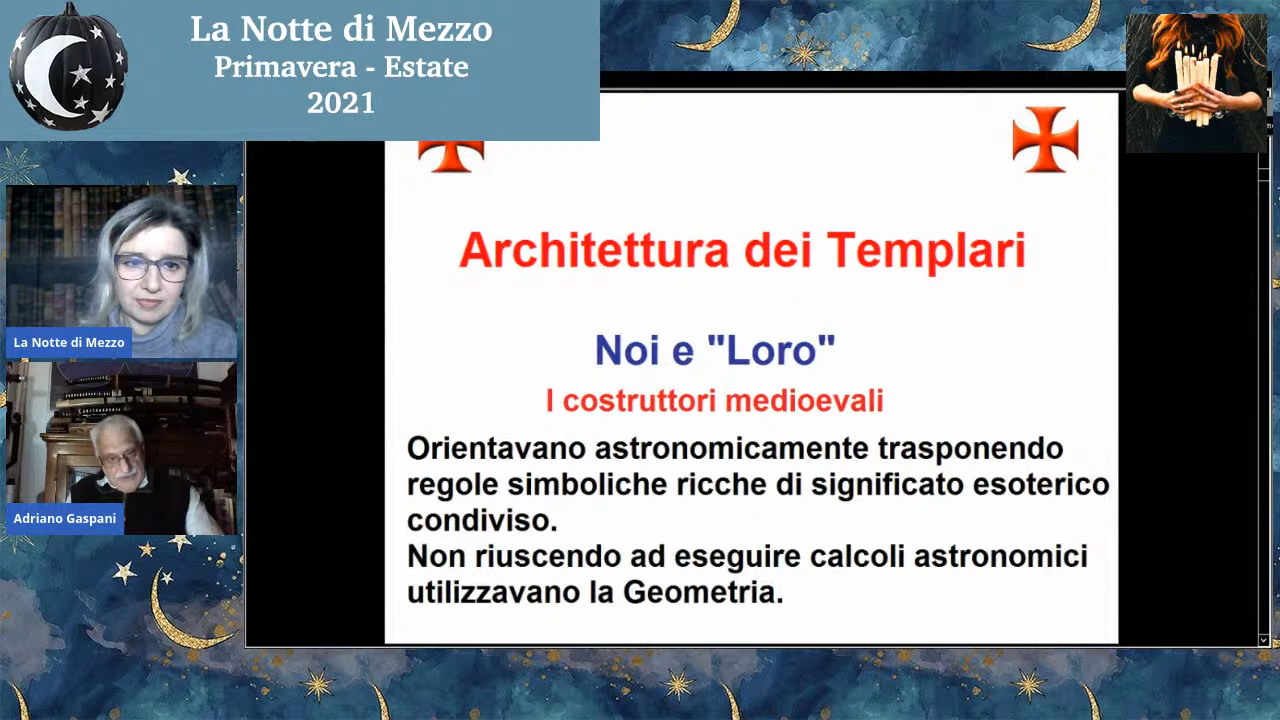 La Notte di Mezzo
Primavera - Estate
2021
Architettura dei Templari
Noi e "Loro"
I costruttori medioevali
Orientavano astronomicamente trasponendo
regole simboliche ricche di significato esoterico
condiviso.
Non riuscendo ad eseguire calcoli astronomici
utilizzavano la Geometria.
La Notte di Mezzo
Adriano Gaspani